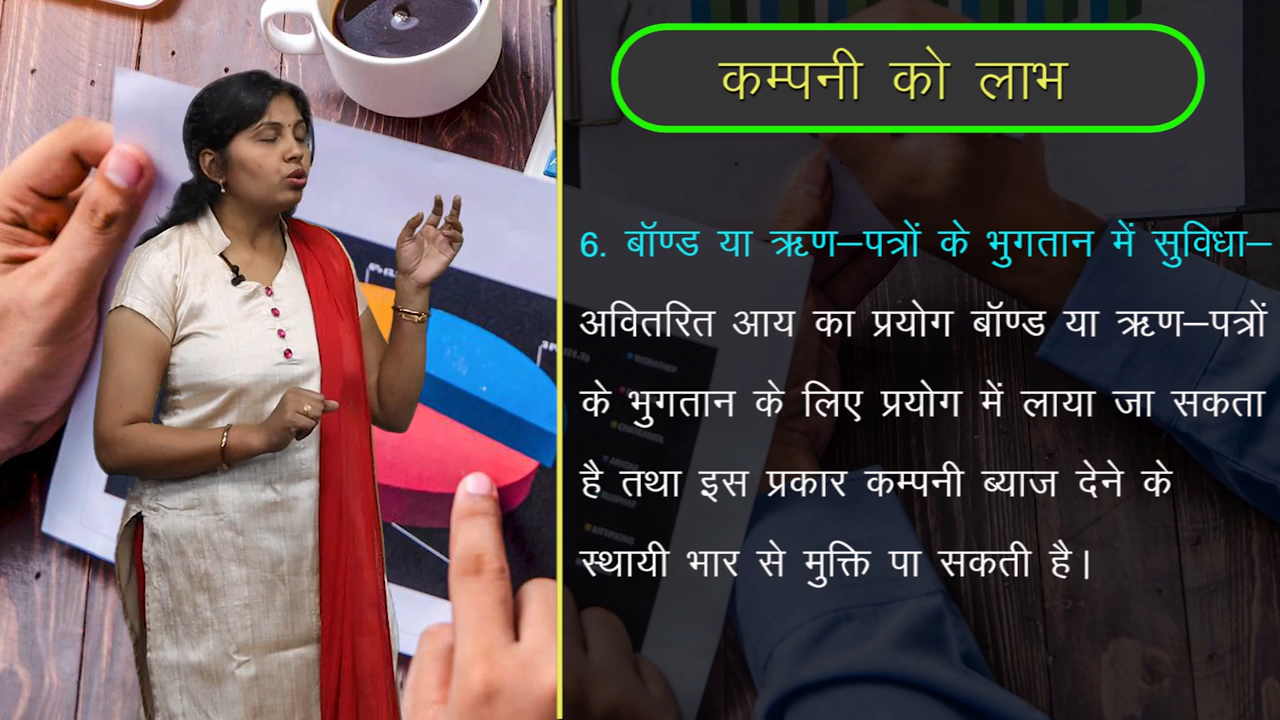 कम्पनी को लाभ
6. बॉण्ड या ऋण–पत्रों के भुगतान में सुविधा–
अवितरित आय का प्रयोग बॉण्ड या ऋण–पत्रों
के भुगतान के लिए प्रयोग में लाया जा सकता
है तथा इस प्रकार कम्पनी ब्याज देने के
स्थायी भार से मुक्ति पा सकती है।